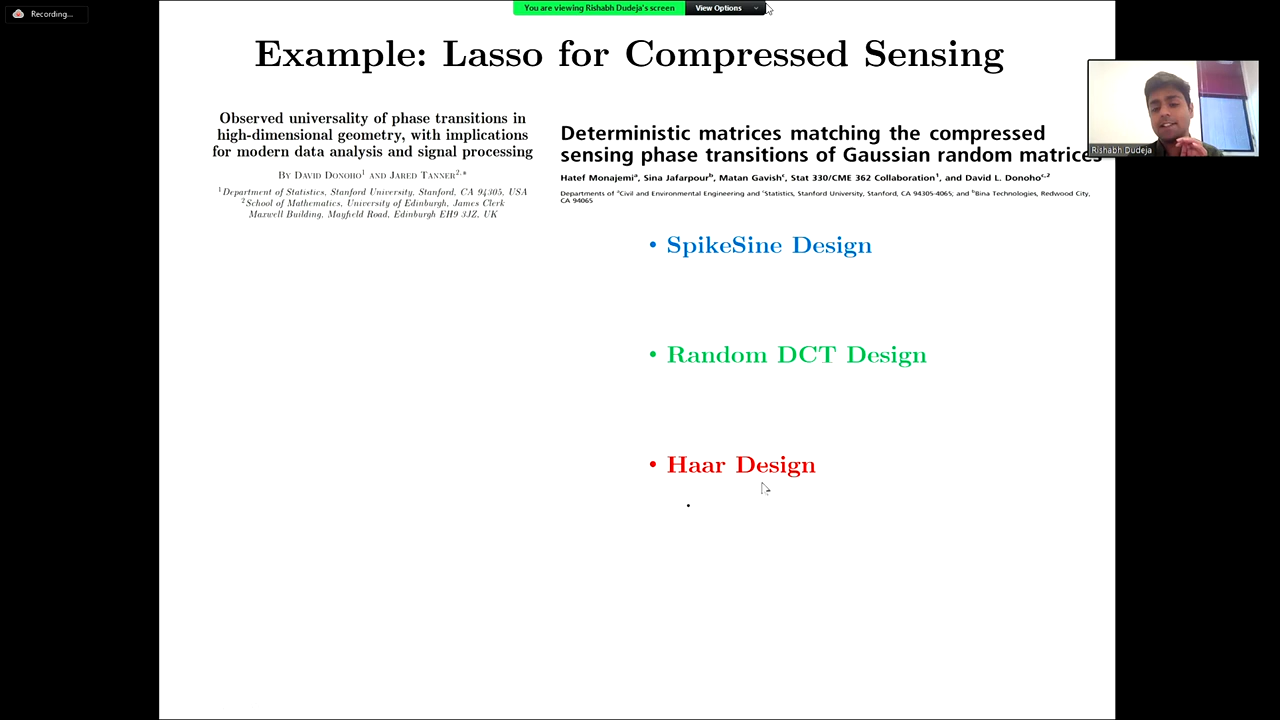 Recording...
You are viewing Rishabh Dudeja's screen
View Options
Example: Lasso for Compressed Sensing
Observed universality of phase transitions in
high-dimensional geometry, with implications
for modern data analysis and signal processing
By David Donoho¹ and Jared Tanner²,*
¹Department of Statistics, Stanford University, Stanford, CA 94305, USA
²School of Mathematics, University of Edinburgh, James Clerk
Maxwell Building, Mayfield Road, Edinburgh EH9 3JZ, UK
Deterministic matrices matching the compressed
sensing phase transitions of Gaussian random matrices
Hatef Monajemiᵃ, Sina Jafarpourᵇ, Matan Gavishᶜ, Stat 330/CME 362 Collaboration¹, and David L. Donohoᶜ,²
Departments of ᵃCivil and Environmental Engineering and ᶜStatistics, Stanford University, Stanford, CA 94305-4065; and ᵇBina Technologies, Redwood City,
CA 94065
Rishabh Dudeja
• SpikeSine Design
• Random DCT Design
• Haar Design